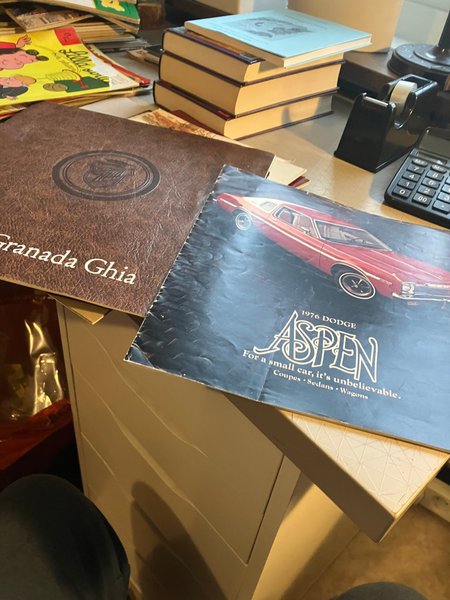 Granada Ghia
1976 DODGE
ASPEN
For a small car, it's unbelievable.
Coupes • Sedans • Wagons